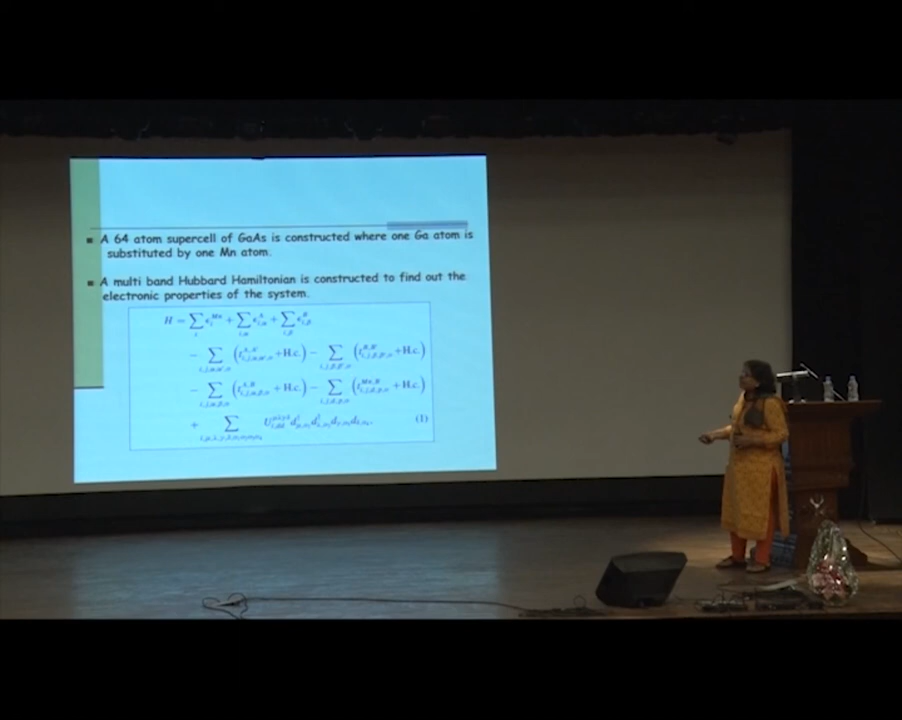 ▪ A 64 atom supercell of GaAs is constructed where one Ga atom is
substituted by one Mn atom.
▪ A multi band Hubbard Hamiltonian is constructed to find out the
electronic properties of the system.
H = ∑ ε + ∑ ε + ∑ ε
− ∑ ( t + H.c.) − ∑ ( t + H.c.)
− ∑ ( t + H.c.) − ∑ ( t + H.c.)
+ ∑ U d† d† d d , (1)